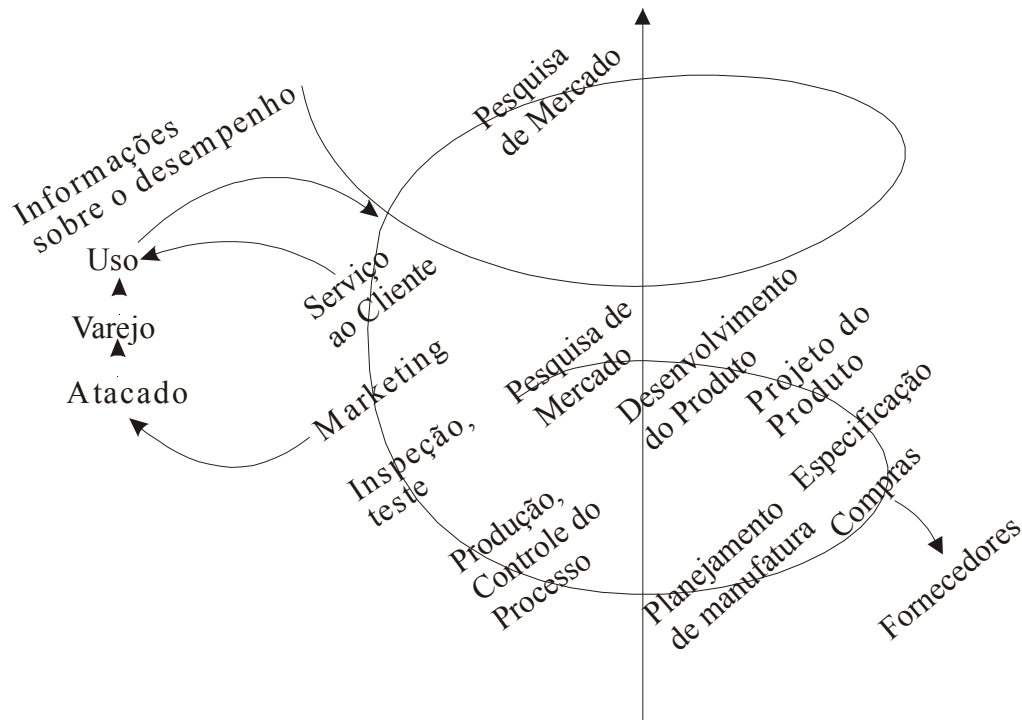 Pesquisa
de Mercado
Informações
sobre o desempenho
Uso
Varejo
Atacado
Serviço
ao Cliente
Marketing
Inspeção,
teste
Produção,
Controle do
Processo
Pesquisa de
Mercado
Desenvolvimento
do Produto
Projeto do
Produto
Especificação
Compras
Planejamento
de manufatura
Fornecedores